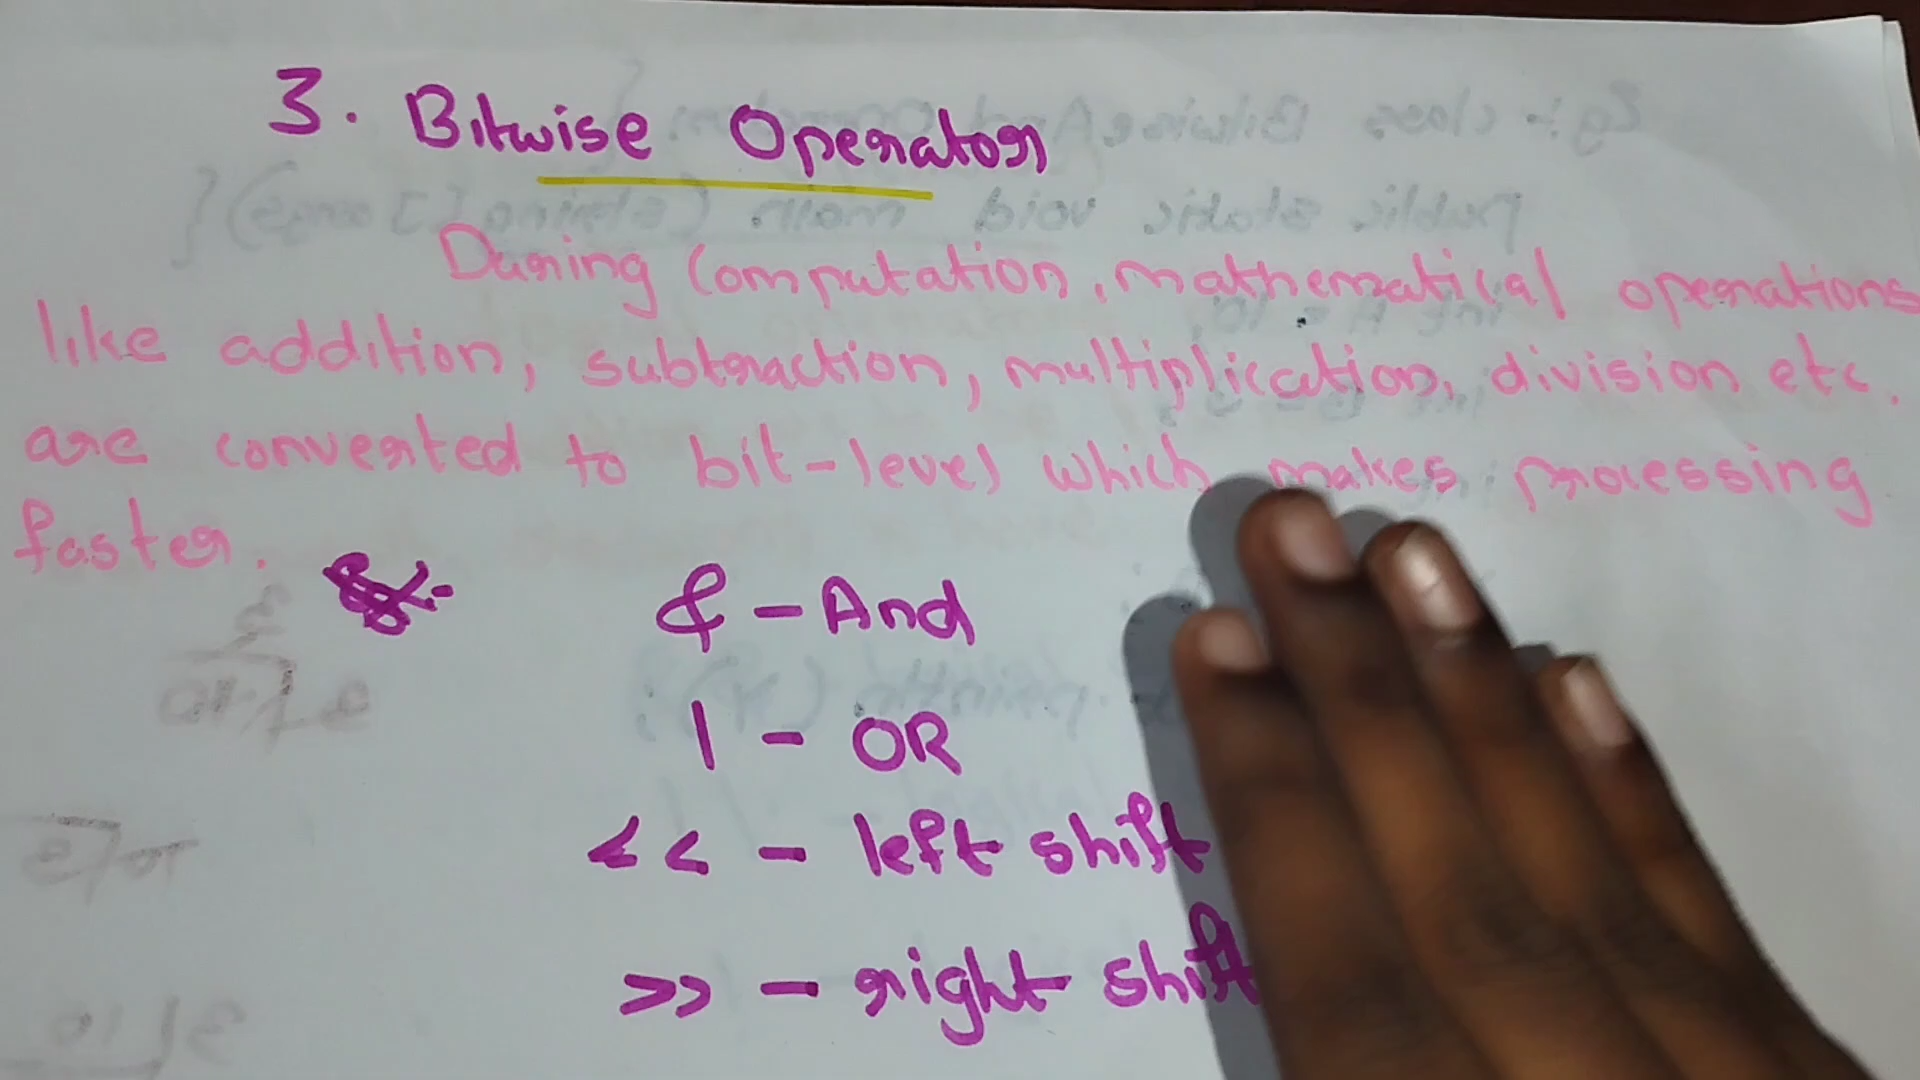 3. Bitwise Operator
During Computation, mathematical operations
like addition, subtraction, multiplication, division etc.
are converted to bit-level which makes processing
faster.
& - And
| - OR
<< - left shift
>> - right shift